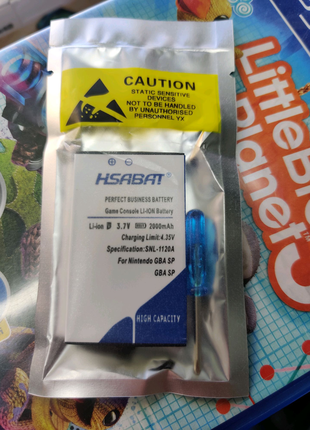 CAUTION
STATIC SENSITIVE
DEVICES
NOT TO BE HANDLED
BY UNAUTHORISED
PERSONNEL YX
HSABAT
PERFECT BUSINESS BATTERY
Game Console Li-ION Battery
Li-ion 3.7V 2000mAh
Charging Limit:4.35V
Specification:SNL-1120A
For Nintendo GBA SP
GBA SP
HIGH CAPACITY
Little
Planet